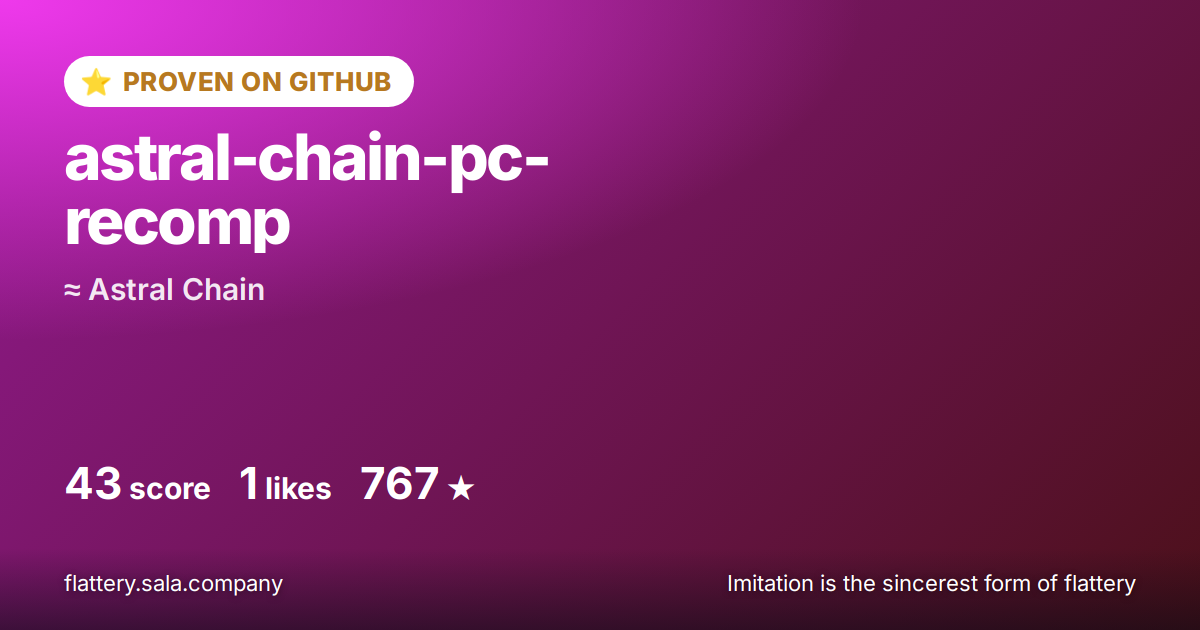 ⭐ PROVEN ON GITHUB
astral-chain-pc-
recomp
≈ Astral Chain
43 score 1 likes 767 ★
flattery.sala.company
Imitation is the sincerest form of flattery